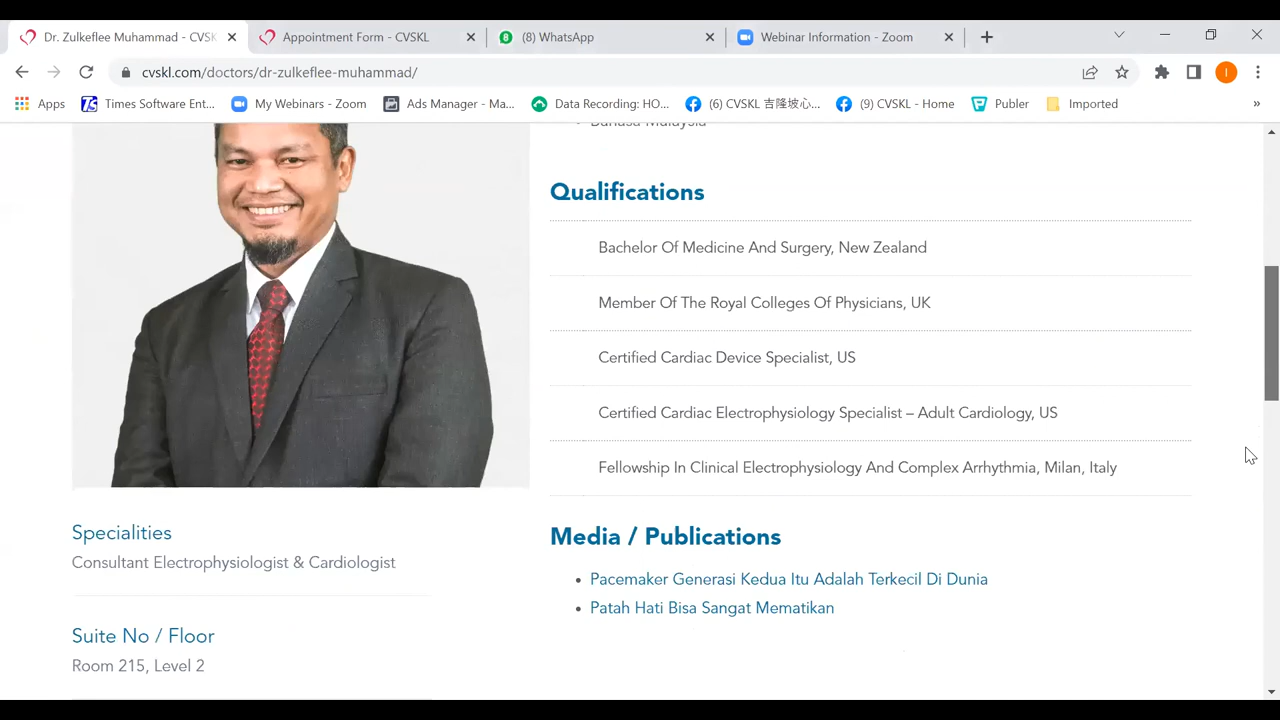 Dr. Zulkeflee Muhammad - CVSK
Appointment Form - CVSKL
(8) WhatsApp
Webinar Information - Zoom
cvskl.com/doctors/dr-zulkeflee-muhammad/
Apps
Times Software Ent...
My Webinars - Zoom
Ads Manager - Ma...
Data Recording: HO...
(6) CVSKL 吉隆坡心...
(9) CVSKL - Home
Publer
Imported
»
Bahasa Malaysia
Qualifications
Bachelor Of Medicine And Surgery, New Zealand
Member Of The Royal Colleges Of Physicians, UK
Certified Cardiac Device Specialist, US
Certified Cardiac Electrophysiology Specialist – Adult Cardiology, US
Fellowship In Clinical Electrophysiology And Complex Arrhythmia, Milan, Italy
Specialities
Consultant Electrophysiologist & Cardiologist
Suite No / Floor
Room 215, Level 2
Media / Publications
• Pacemaker Generasi Kedua Itu Adalah Terkecil Di Dunia
• Patah Hati Bisa Sangat Mematikan